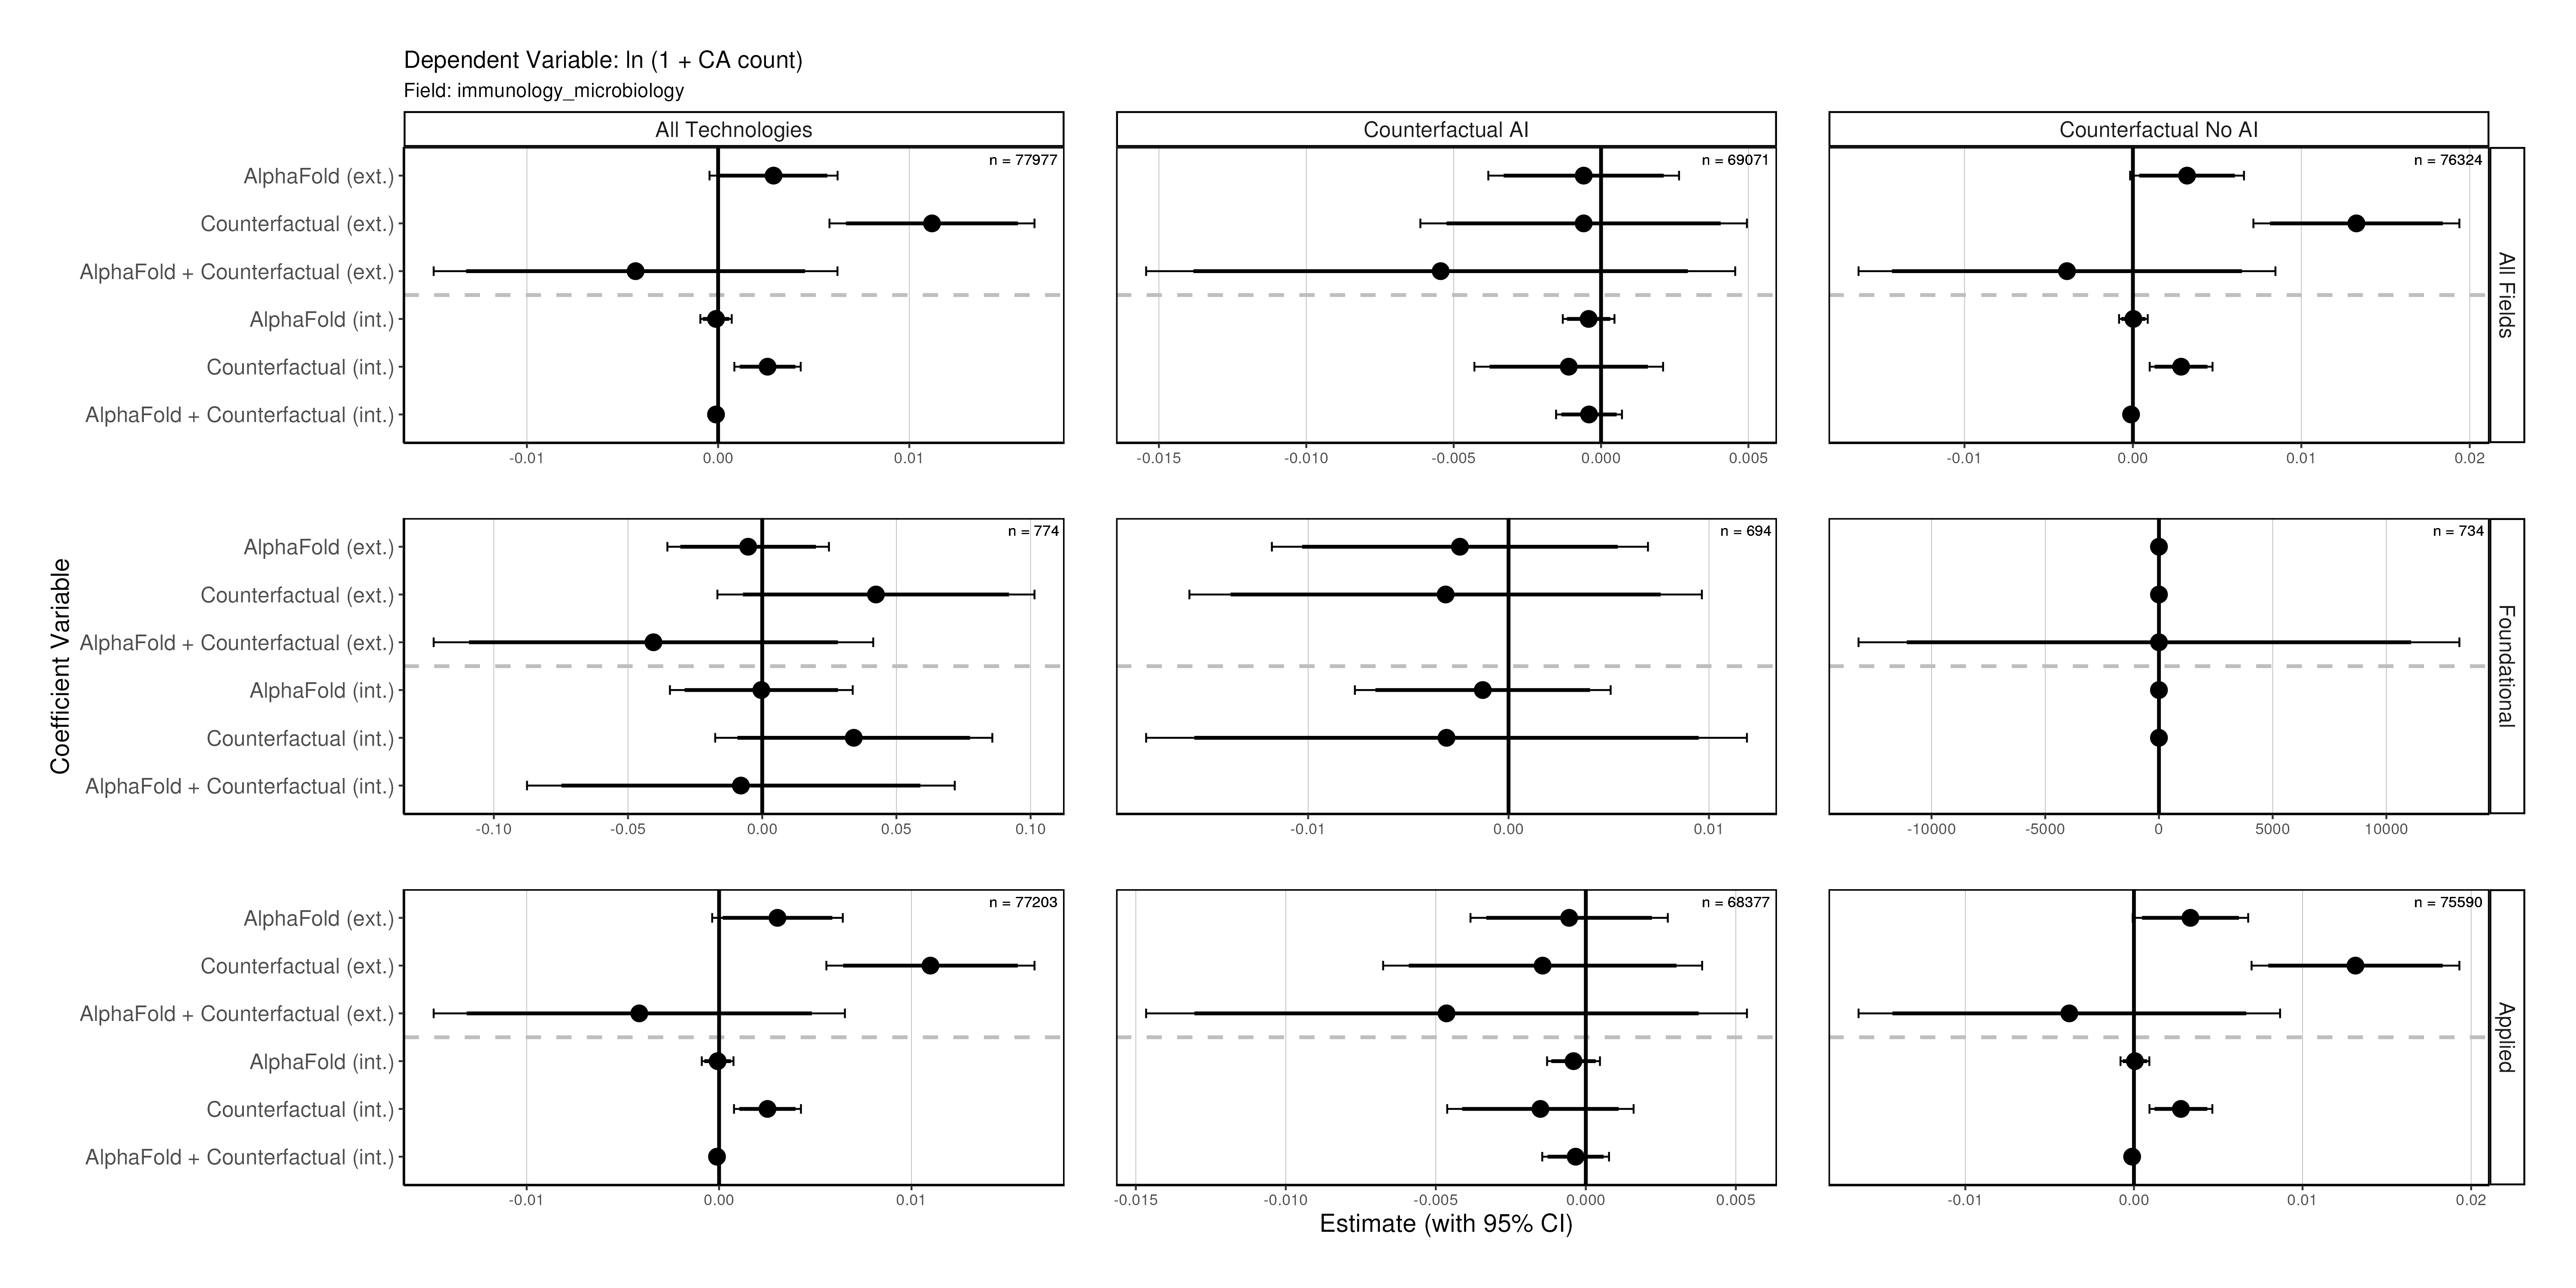 Dependent Variable: ln (1 + CA count)
Field: immunology_microbiology
All Technologies
Counterfactual AI
Counterfactual No AI
n = 77977
n = 69071
n = 76324
AlphaFold (ext.)
Counterfactual (ext.)
AlphaFold + Counterfactual (ext.)
AlphaFold (int.)
Counterfactual (int.)
AlphaFold + Counterfactual (int.)
All Fields
-0.01 0.00 0.01
-0.015 -0.010 -0.005 0.000 0.005
-0.01 0.00 0.01 0.02
n = 774
n = 694
n = 734
AlphaFold (ext.)
Counterfactual (ext.)
AlphaFold + Counterfactual (ext.)
AlphaFold (int.)
Counterfactual (int.)
AlphaFold + Counterfactual (int.)
Coefficient Variable
Foundational
-0.10 -0.05 0.00 0.05 0.10
-0.01 0.00 0.01
-10000 -5000 0 5000 10000
n = 77203
n = 68377
n = 75590
AlphaFold (ext.)
Counterfactual (ext.)
AlphaFold + Counterfactual (ext.)
AlphaFold (int.)
Counterfactual (int.)
AlphaFold + Counterfactual (int.)
Applied
-0.01 0.00 0.01
-0.015 -0.010 -0.005 0.000 0.005
-0.01 0.00 0.01 0.02
Estimate (with 95% CI)